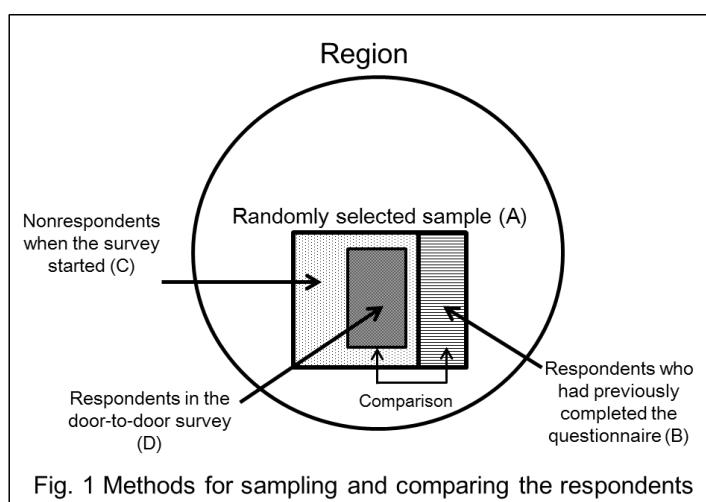 Region
Randomly selected sample (A)
Nonrespondents
when the survey
started (C)
Respondents in the
door-to-door survey
(D)
Comparison
Respondents who
had previously
completed the
questionnaire (B)
Fig. 1 Methods for sampling and comparing the respondents